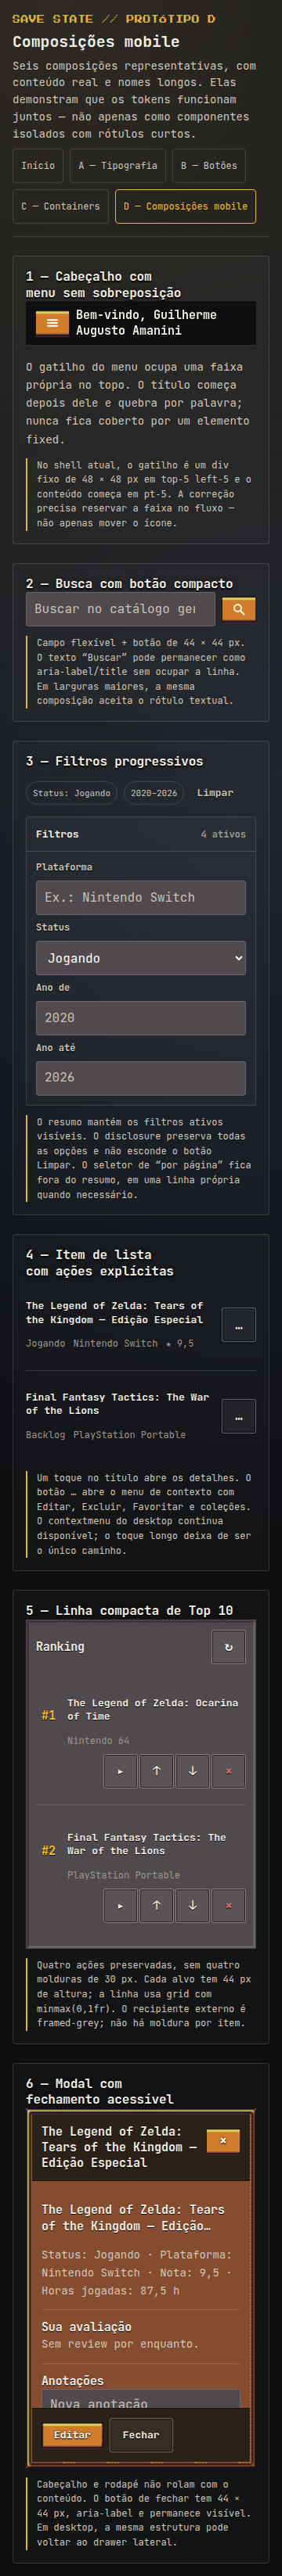 SAVE STATE // PROTÓTIPO D
Composições mobile
Seis composições representativas, com
conteúdo real e nomes longos. Elas
demonstram que os tokens funcionam
juntos — não apenas como componentes
isolados com rótulos curtos.
Início
A — Tipografia
B — Botões
C — Containers
D — Composições mobile
1 — Cabeçalho com
menu sem sobreposição
Bem-vindo, Guilherme
Augusto Amanini
O gatilho do menu ocupa uma faixa
própria no topo. O título começa
depois dele e quebra por palavra;
nunca fica coberto por um elemento
fixed.
No shell atual, o gatilho é um div
fixo de 48 × 48 px em top-5 left-5 e o
conteúdo começa em pt-5. A correção
precisa reservar a faixa no fluxo —
não apenas mover o ícone.
2 — Busca com botão compacto
Buscar no catálogo ger
Campo flexível + botão de 44 × 44 px.
O texto “Buscar” pode permanecer como
aria-label/title sem ocupar a linha.
Em larguras maiores, a mesma
composição aceita o rótulo textual.
3 — Filtros progressivos
Status: Jogando
2020–2026
Limpar
Filtros
4 ativos
Plataforma
Ex.: Nintendo Switch
Status
Jogando
Ano de
2020
Ano até
2026
O resumo mantém os filtros ativos
visíveis. O disclosure preserva todas
as opções e não esconde o botão
Limpar. O seletor de “por página” fica
fora do resumo, em uma linha própria
quando necessário.
4 — Item de lista
com ações explícitas
The Legend of Zelda: Tears of
the Kingdom — Edição Especial
Jogando Nintendo Switch ★ 9,5
…
Final Fantasy Tactics: The War
of the Lions
Backlog PlayStation Portable
…
Um toque no título abre os detalhes. O
botão … abre o menu de contexto com
Editar, Excluir, Favoritar e coleções.
O contextmenu do desktop continua
disponível; o toque longo deixa de ser
o único caminho.
5 — Linha compacta de Top 10
Ranking
↻
#1
The Legend of Zelda: Ocarina
of Time
Nintendo 64
▸ ↑ ↓ ×
#2
Final Fantasy Tactics: The
War of the Lions
PlayStation Portable
▸ ↑ ↓ ×
Quatro ações preservadas, sem quatro
molduras de 30 px. Cada alvo tem 44 px
de altura; a linha usa grid com
minmax(0,1fr). O recipiente externo é
framed-grey; não há moldura por item.
6 — Modal com
fechamento acessível
The Legend of Zelda:
Tears of the Kingdom —
Edição Especial
×
The Legend of Zelda: Tears
of the Kingdom — Edição…
Status: Jogando · Plataforma:
Nintendo Switch · Nota: 9,5 ·
Horas jogadas: 87,5 h
Sua avaliação
Sem review por enquanto.
Anotações
Nova anotação
Editar
Fechar
Cabeçalho e rodapé não rolam com o
conteúdo. O botão de fechar tem 44 ×
44 px, aria-label e permanece visível.
Em desktop, a mesma estrutura pode
voltar ao drawer lateral.